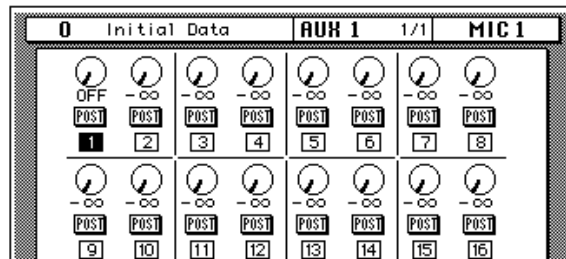 0 Initial Data AUX 1 1/1 MIC 1
OFF -∞ -∞ -∞ -∞ -∞ -∞ -∞
POST POST POST POST POST POST POST POST
1 2 3 4 5 6 7 8
-∞ -∞ -∞ -∞ -∞ -∞ -∞ -∞
POST POST POST POST POST POST POST POST
9 10 11 12 13 14 15 16